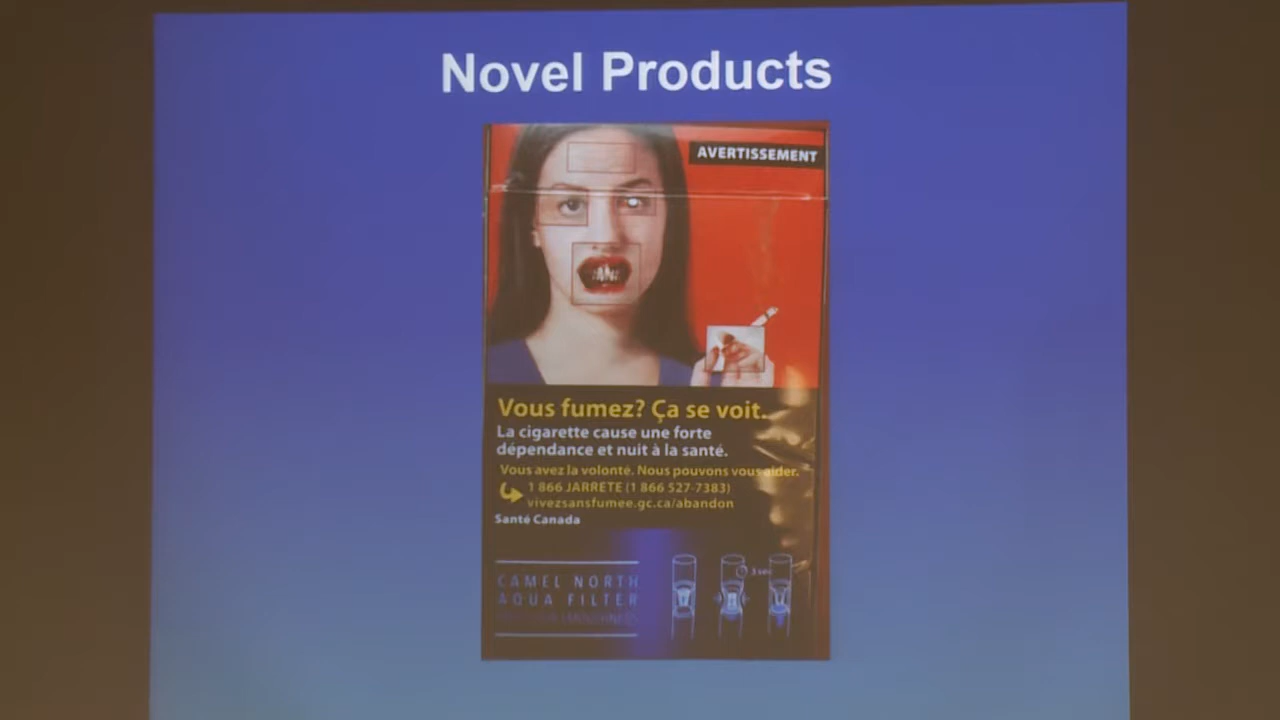 Novel Products
AVERTISSEMENT
Vous fumez? Ça se voit.
La cigarette cause une forte
dépendance et nuit à la santé.
Vous avez la volonté. Nous pouvons vous aider.
1 866 JARRETE (1 866 527-7383)
vivezsansfumee.gc.ca/abandon
Santé Canada
CAMEL NORTH
AQUA FILTER
3 sec